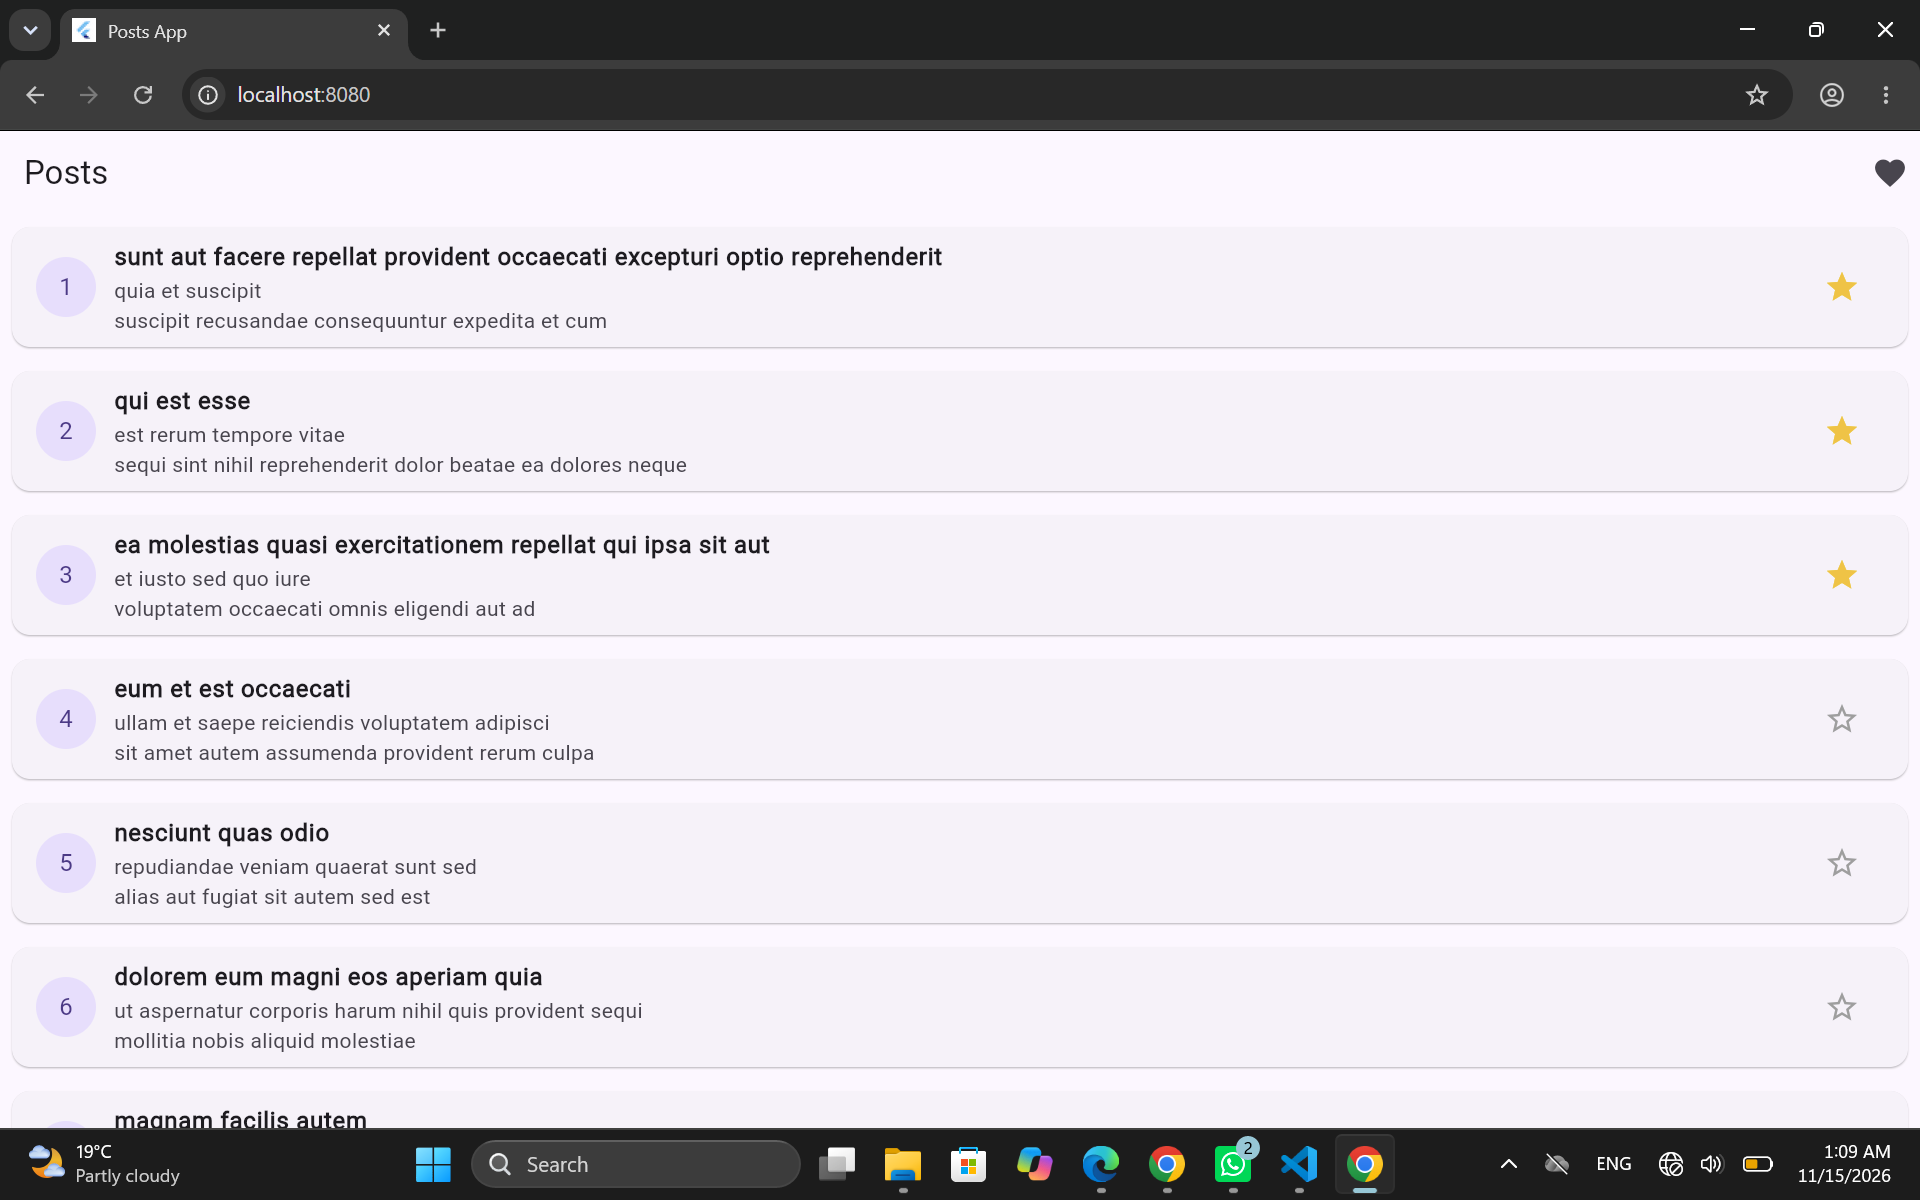 Posts App
localhost:8080
Posts
1
sunt aut facere repellat provident occaecati excepturi optio reprehenderit
quia et suscipit
suscipit recusandae consequuntur expedita et cum
2
qui est esse
est rerum tempore vitae
sequi sint nihil reprehenderit dolor beatae ea dolores neque
3
ea molestias quasi exercitationem repellat qui ipsa sit aut
et iusto sed quo iure
voluptatem occaecati omnis eligendi aut ad
4
eum et est occaecati
ullam et saepe reiciendis voluptatem adipisci
sit amet autem assumenda provident rerum culpa
5
nesciunt quas odio
repudiandae veniam quaerat sunt sed
alias aut fugiat sit autem sed est
6
dolorem eum magni eos aperiam quia
ut aspernatur corporis harum nihil quis provident sequi
mollitia nobis aliquid molestiae
magnam facilis autem
19°C
Partly cloudy
Search
2
ENG
1:09 AM
11/15/2026